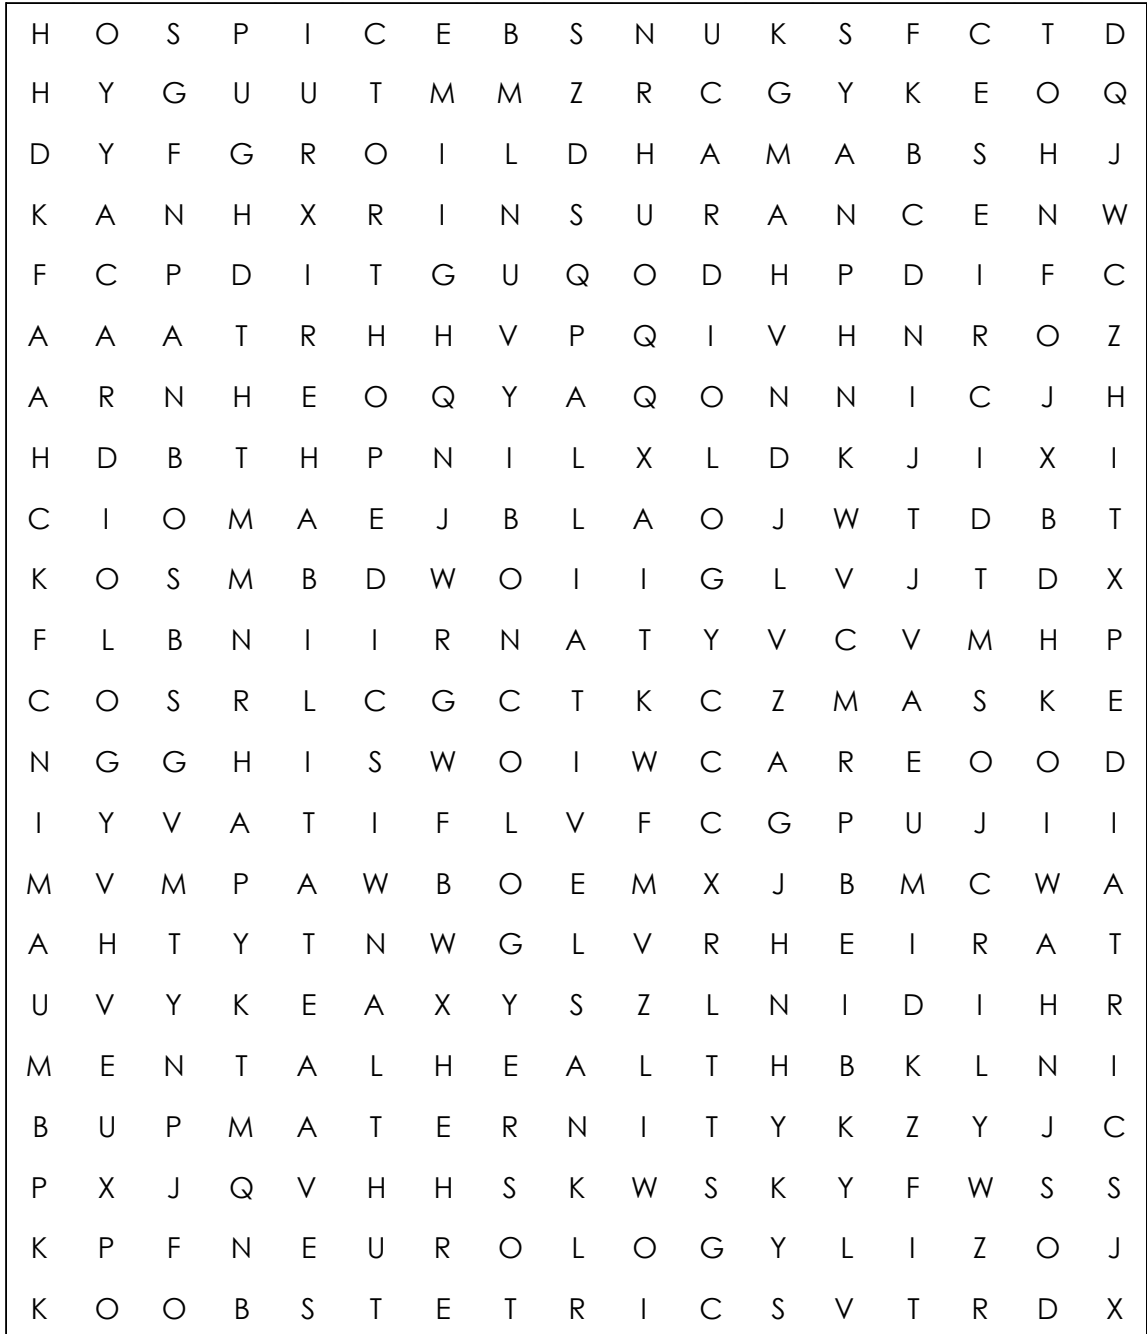 H O S P I C E B S N U K S F C T D
H Y G U U T M M Z R C G Y K E O Q
D Y F G R O I L D H A M A B S H J
K A N H X R I N S U R A N C E N W
F C P D I T G U Q O D H P D I F C
A A A T R H H V P Q I V H N R O Z
A R N H E O Q Y A Q O N N I C J H
H D B T H P N I L X L D K J I X I
C I O M A E J B L A O J W T D B T
K O S M B D W O I I G L V J T D X
F L B N I I R N A T Y V C V M H P
C O S R L C G C T K C Z M A S K E
N G G H I S W O I W C A R E O O D
I Y V A T I F L V F C G P U J I I
M V M P A W B O E M X J B M C W A
A H T Y T N W G L V R H E I R A T
U V Y K E A X Y S Z L N I D I H R
M E N T A L H E A L T H B K L N I
B U P M A T E R N I T Y K Z Y J C
P X J Q V H H S K W S K Y F W S S
K P F N E U R O L O G Y L I Z O J
K O O B S T E T R I C S V T R D X